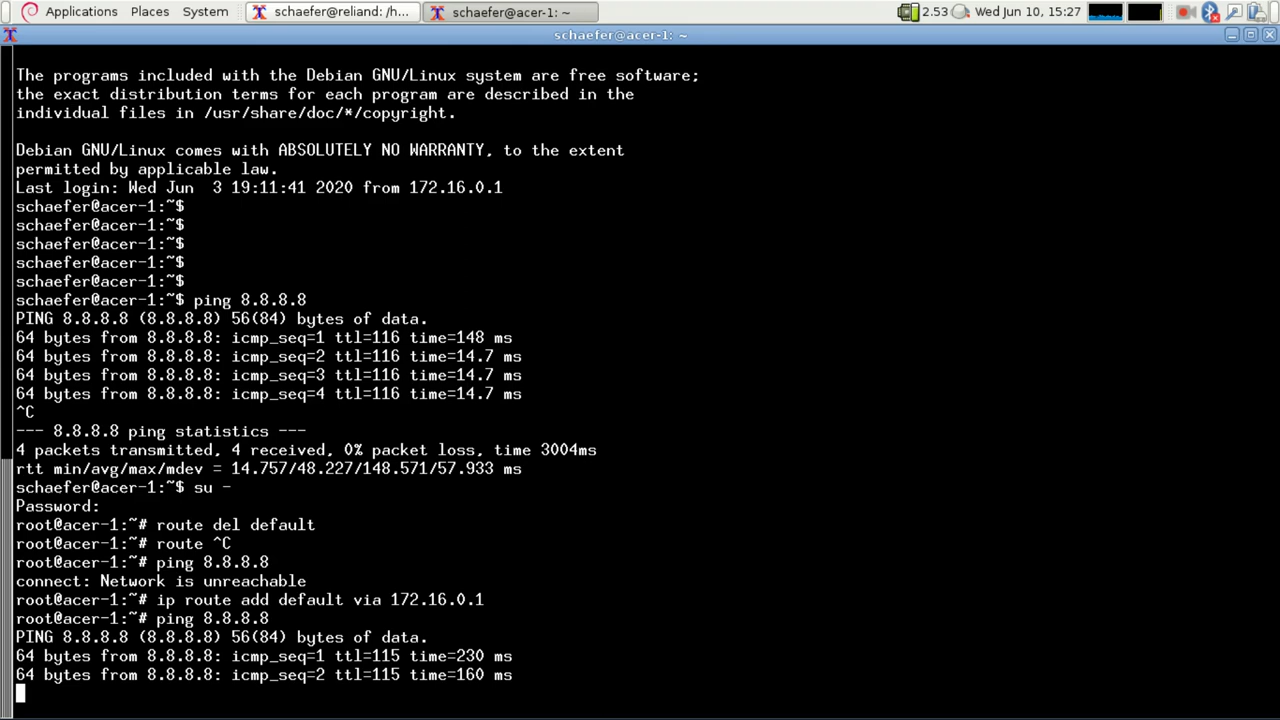 Applications Places System schaefer@reliand: /h... schaefer@acer-1: ~ 2.53 Wed Jun 10, 15:27
schaefer@acer-1: ~
The programs included with the Debian GNU/Linux system are free software;
the exact distribution terms for each program are described in the
individual files in /usr/share/doc/*/copyright.
Debian GNU/Linux comes with ABSOLUTELY NO WARRANTY, to the extent
permitted by applicable law.
Last login: Wed Jun  3 19:11:41 2020 from 172.16.0.1
schaefer@acer-1:~$
schaefer@acer-1:~$
schaefer@acer-1:~$
schaefer@acer-1:~$
schaefer@acer-1:~$
schaefer@acer-1:~$ ping 8.8.8.8
PING 8.8.8.8 (8.8.8.8) 56(84) bytes of data.
64 bytes from 8.8.8.8: icmp_seq=1 ttl=116 time=148 ms
64 bytes from 8.8.8.8: icmp_seq=2 ttl=116 time=14.7 ms
64 bytes from 8.8.8.8: icmp_seq=3 ttl=116 time=14.7 ms
64 bytes from 8.8.8.8: icmp_seq=4 ttl=116 time=14.7 ms
^C
--- 8.8.8.8 ping statistics ---
4 packets transmitted, 4 received, 0% packet loss, time 3004ms
rtt min/avg/max/mdev = 14.757/48.227/148.571/57.933 ms
schaefer@acer-1:~$ su -
Password:
root@acer-1:~# route del default
root@acer-1:~# route ^C
root@acer-1:~# ping 8.8.8.8
connect: Network is unreachable
root@acer-1:~# ip route add default via 172.16.0.1
root@acer-1:~# ping 8.8.8.8
PING 8.8.8.8 (8.8.8.8) 56(84) bytes of data.
64 bytes from 8.8.8.8: icmp_seq=1 ttl=115 time=230 ms
64 bytes from 8.8.8.8: icmp_seq=2 ttl=115 time=160 ms